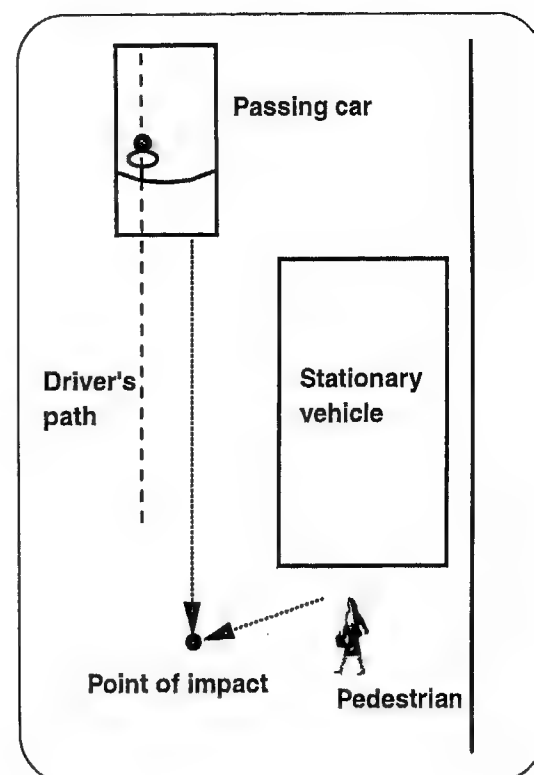 Passing car
Driver's
path
Stationary
vehicle
Point of impact
Pedestrian